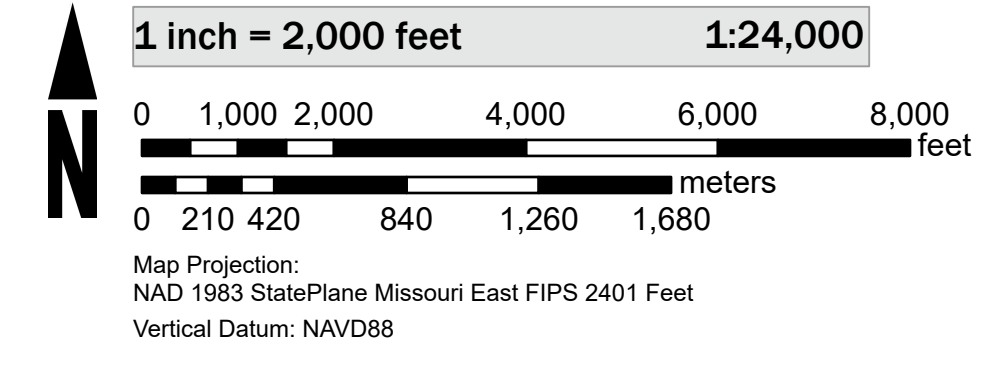 1 inch = 2,000 feet 1:24,000
0 1,000 2,000 4,000 6,000 8,000
feet
meters
0 210 420 840 1,260 1,680
N
Map Projection:
NAD 1983 StatePlane Missouri East FIPS 2401 Feet
Vertical Datum: NAVD88